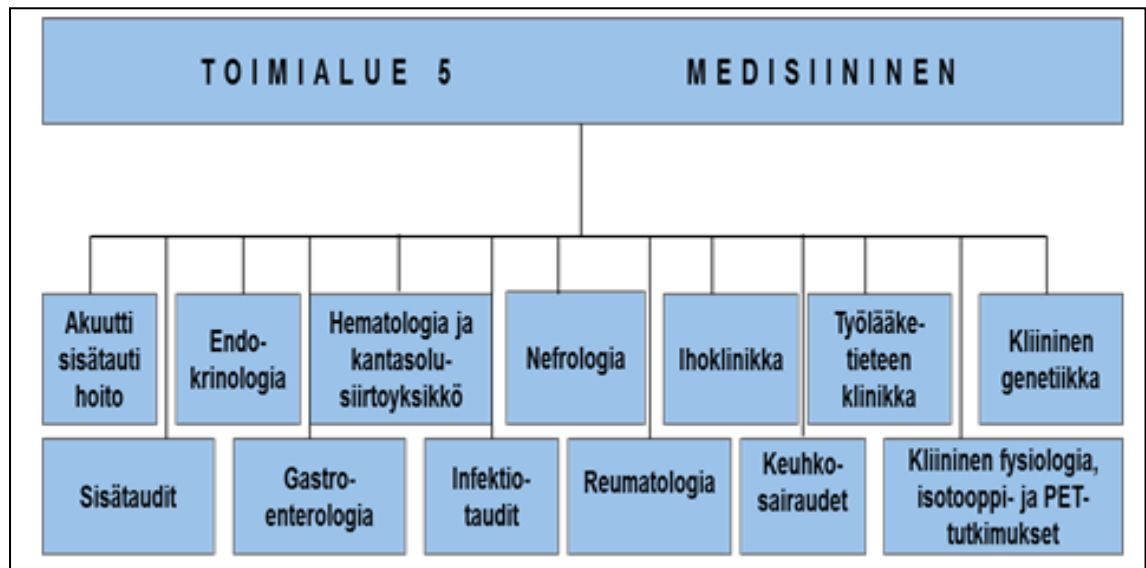 TOIMIALUE 5 MEDISIININEN
Akuutti
sisätauti
hoito
Endo-
krinologia
Hematologia ja
kantasolu-
siirtoyksikkö
Nefrologia
Ihoklinikka
Työlääke-
tieteen
klinikka
Kliininen
genetiikka
Sisätaudit
Gastro-
enterologia
Infektio-
taudit
Reumatologia
Keuhko-
sairaudet
Kliininen fysiologia,
isotooppi- ja PET-
tutkimukset